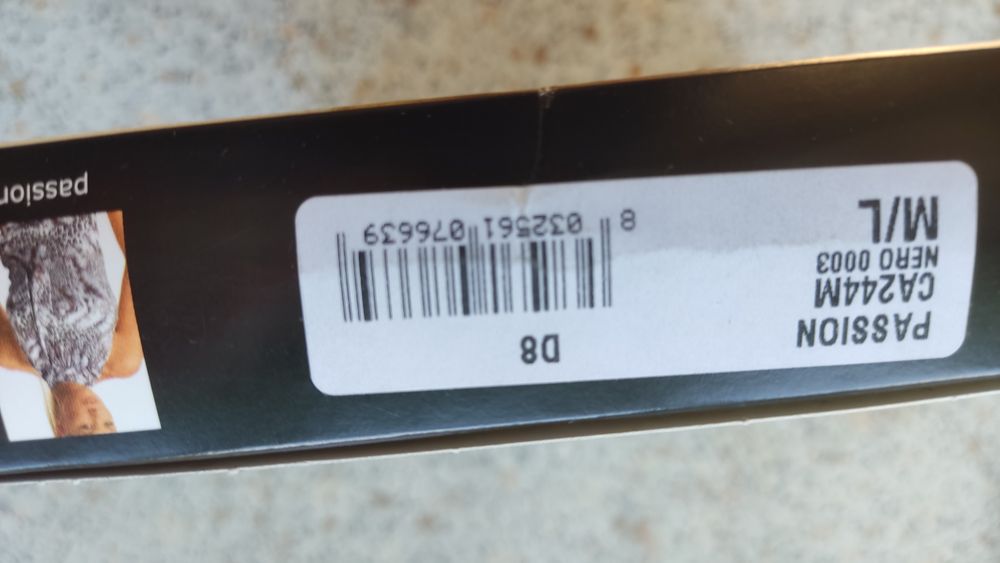 PASSION
D8
CA244M
NERO 0003
M/L
8 032561 076639
passion